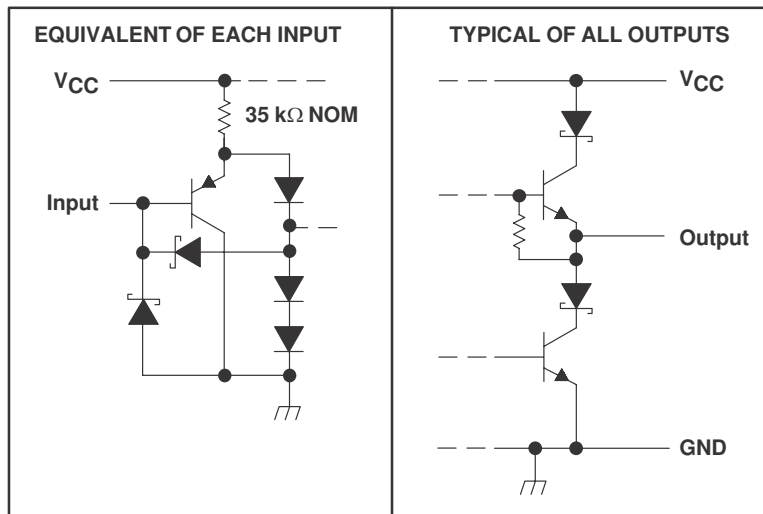 EQUIVALENT OF EACH INPUT
VCC
35 kΩ NOM
Input
TYPICAL OF ALL OUTPUTS
VCC
Output
GND